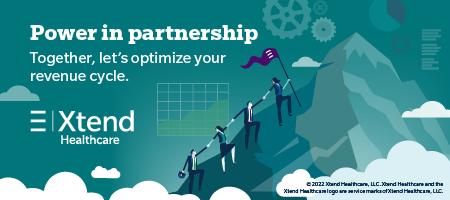 Power in partnership
Together, let's optimize your
revenue cycle.
Xtend
Healthcare
© 2022 Xtend Healthcare, LLC. Xtend Healthcare and the
Xtend Healthcare logo are service marks of Xtend Healthcare, LLC.